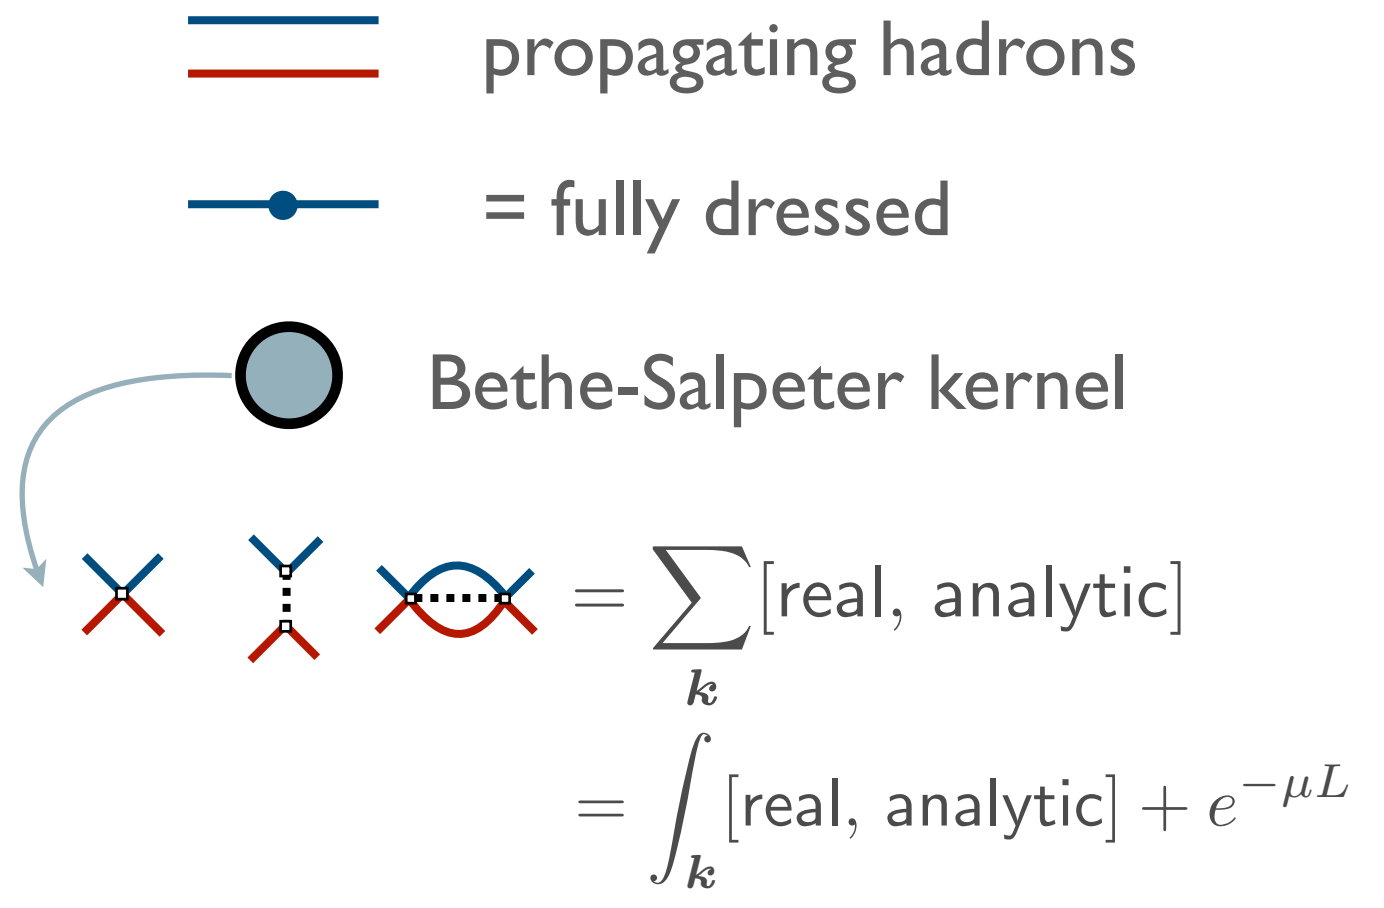 propagating hadrons
= fully dressed
Bethe-Salpeter kernel
= ∑_k [real, analytic]
= ∫_k [real, analytic] + e^{-μL}